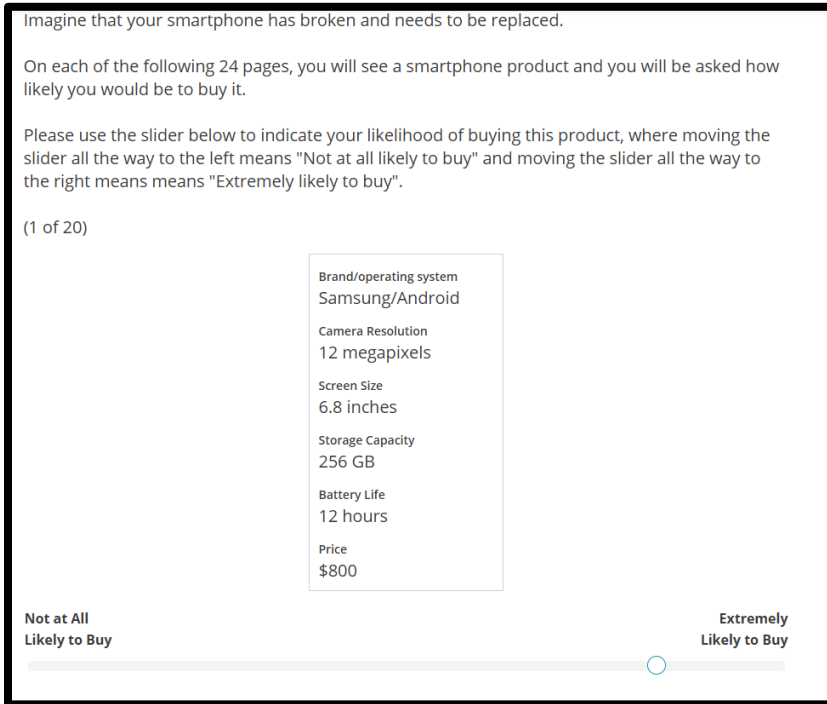 Imagine that your smartphone has broken and needs to be replaced.
On each of the following 24 pages, you will see a smartphone product and you will be asked how
likely you would be to buy it.
Please use the slider below to indicate your likelihood of buying this product, where moving the
slider all the way to the left means "Not at all likely to buy" and moving the slider all the way to
the right means means "Extremely likely to buy".
(1 of 20)
Brand/operating system
Samsung/Android
Camera Resolution
12 megapixels
Screen Size
6.8 inches
Storage Capacity
256 GB
Battery Life
12 hours
Price
$800
Not at All
Likely to Buy
Extremely
Likely to Buy